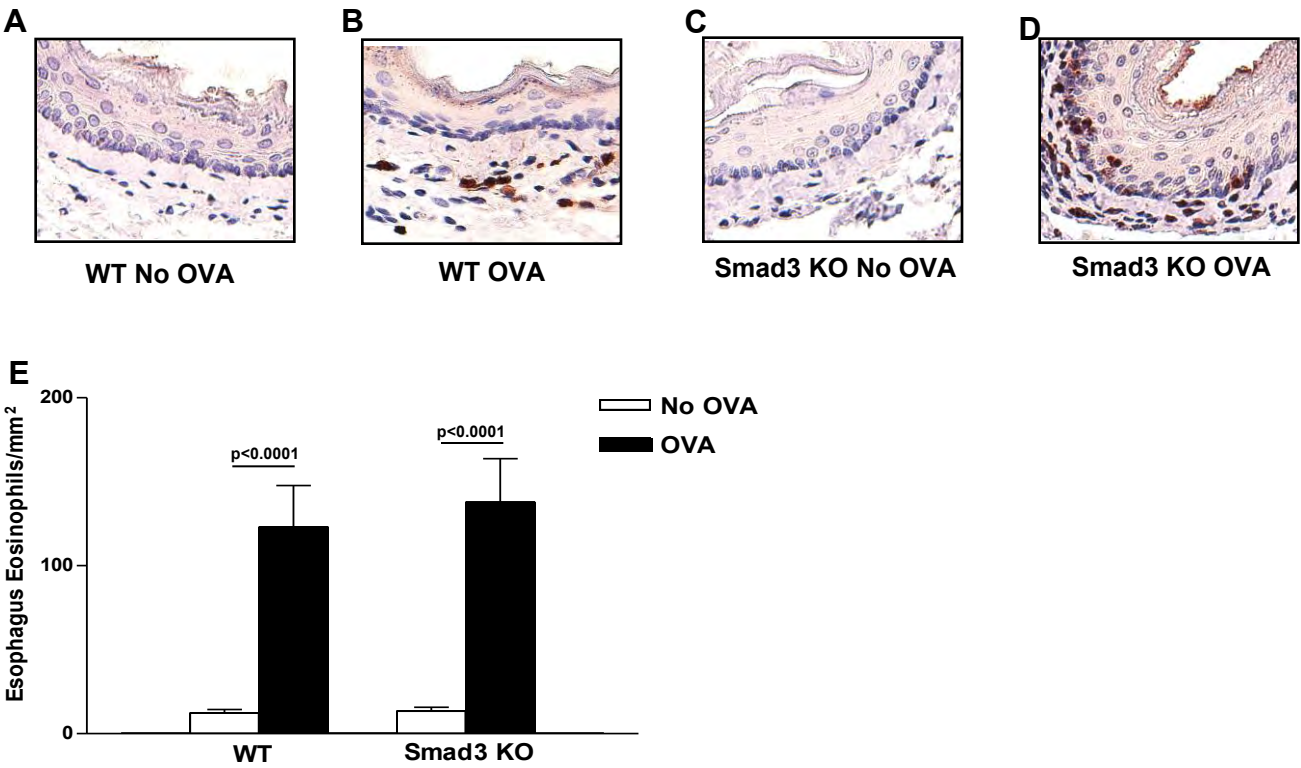 A
B
C
D
WT No OVA
WT OVA
Smad3 KO No OVA
Smad3 KO OVA
E
Esophagus Eosinophils/mm²
200
100
0
p<0.0001
p<0.0001
No OVA
OVA
WT
Smad3 KO